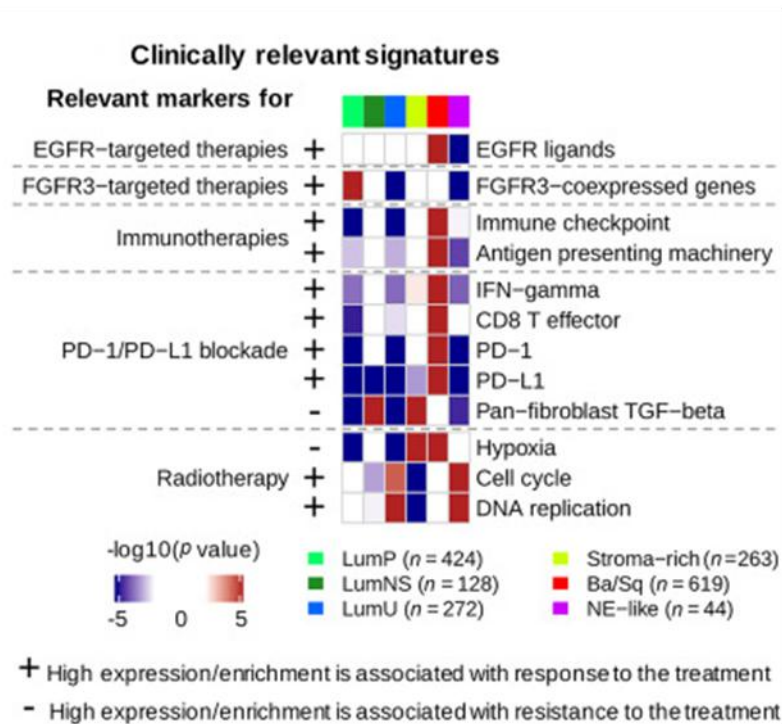 Clinically relevant signatures
Relevant markers for
EGFR−targeted therapies + EGFR ligands
FGFR3−targeted therapies + FGFR3−coexpressed genes
+ Immune checkpoint
Immunotherapies
+ Antigen presenting machinery
+ IFN−gamma
+ CD8 T effector
PD−1/PD−L1 blockade + PD−1
+ PD−L1
- Pan−fibroblast TGF−beta
- Hypoxia
Radiotherapy + Cell cycle
+ DNA replication
-log10(p value)
-5 0 5
LumP (n = 424)
LumNS (n = 128)
LumU (n = 272)
Stroma−rich (n=263)
Ba/Sq (n = 619)
NE−like (n = 44)
+ High expression/enrichment is associated with response to the treatment
- High expression/enrichment is associated with resistance to the treatment